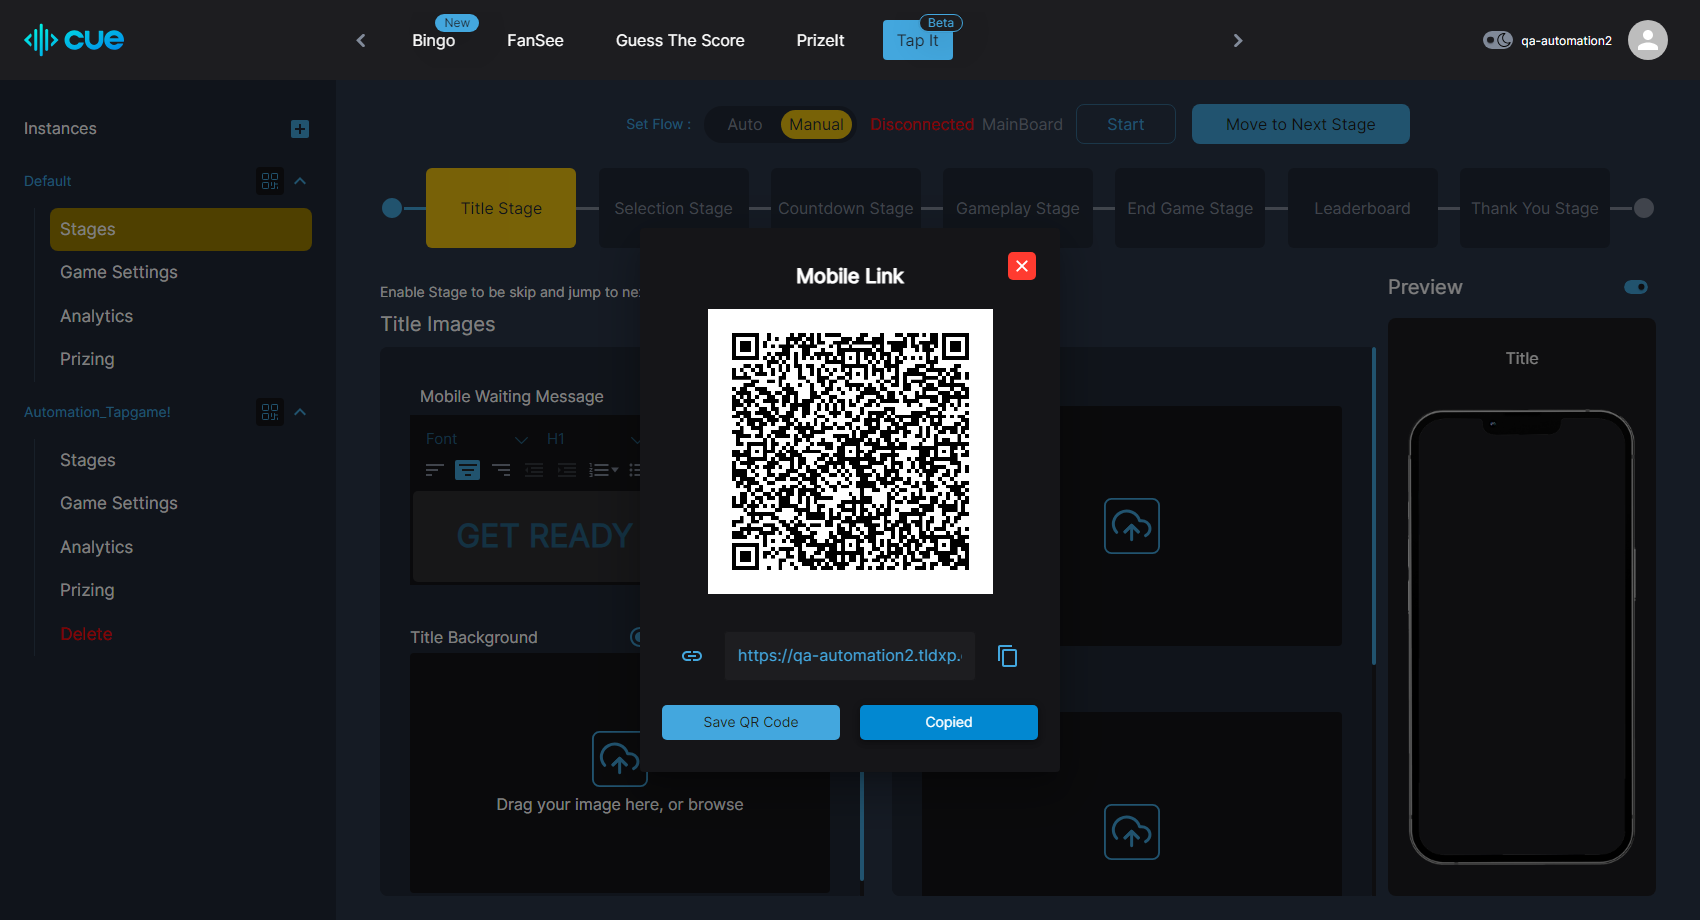 cue
Bingo
New
FanSee
Guess The Score
PrizeIt
Tap It
Beta
qa-automation2
Instances
Default
Stages
Game Settings
Analytics
Prizing
Automation_Tapgame!
Stages
Game Settings
Analytics
Prizing
Delete
Set Flow :
Auto
Manual
Disconnected
MainBoard
Start
Move to Next Stage
Title Stage
Selection Stage
Countdown Stage
Gameplay Stage
End Game Stage
Leaderboard
Thank You Stage
Enable Stage to be skip and jump to ne
Title Images
Mobile Waiting Message
Font
H1
GET READY
Title Background
Drag your image here, or browse
Mobile Link
https://qa-automation2.tldxp.
Save QR Code
Copied
Preview
Title